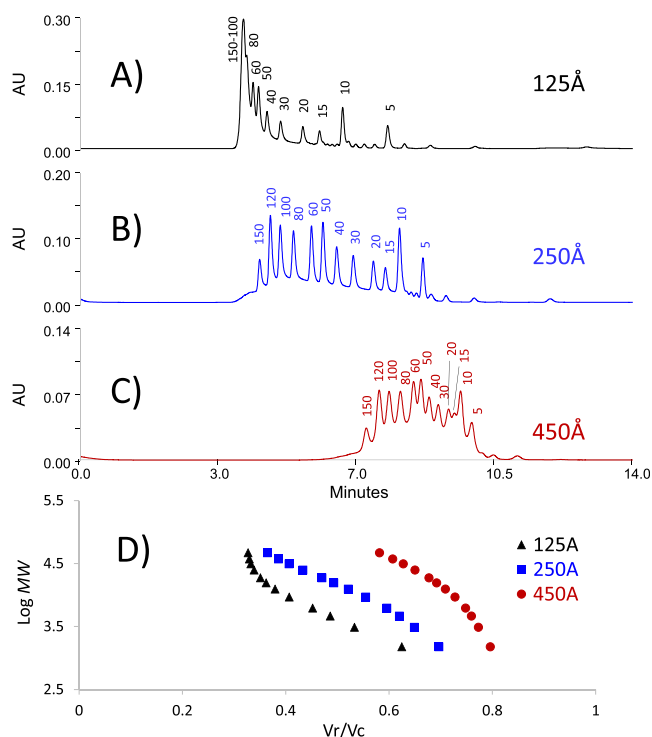 0.30
0.15
0.00
AU
A)
150-100
80
60
50
40
30
20
15
10
5
125Å
0.20
0.10
0.00
AU
B)
150
120
100
80
60
50
40
30
20
15
10
5
250Å
0.14
0.07
0.00
AU
C)
150
120
100
80
60
50
40
30
20
15
10
5
450Å
0.0 3.0 7.0 10.5 14.0
Minutes
5.5
4.5
3.5
2.5
Log MW
D)
125A
250A
450A
0 0.2 0.4 0.6 0.8 1
Vr/Vc